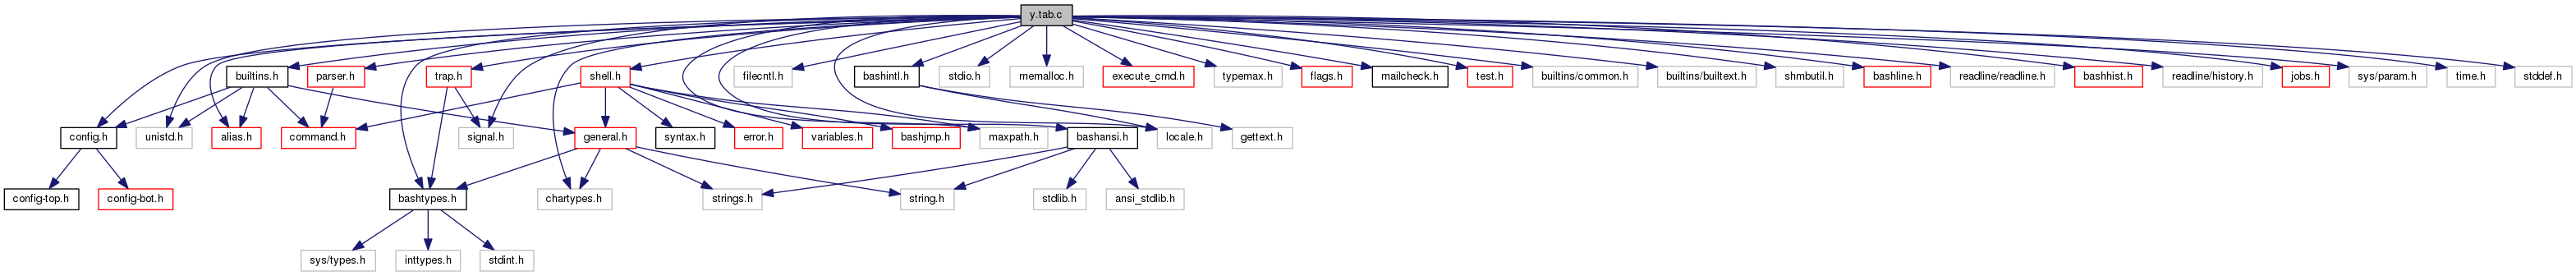 y.tab.c
builtins.h
parser.h
trap.h
shell.h
filecntl.h
bashintl.h
stdio.h
memalloc.h
execute_cmd.h
typemax.h
flags.h
mailcheck.h
test.h
builtins/common.h
builtins/builtext.h
shmbutil.h
bashline.h
readline/readline.h
bashhist.h
readline/history.h
jobs.h
sys/param.h
time.h
stddef.h
config.h
unistd.h
alias.h
command.h
signal.h
general.h
syntax.h
error.h
variables.h
bashjmp.h
maxpath.h
bashansi.h
locale.h
gettext.h
config-top.h
config-bot.h
bashtypes.h
chartypes.h
strings.h
string.h
stdlib.h
ansi_stdlib.h
sys/types.h
inttypes.h
stdint.h